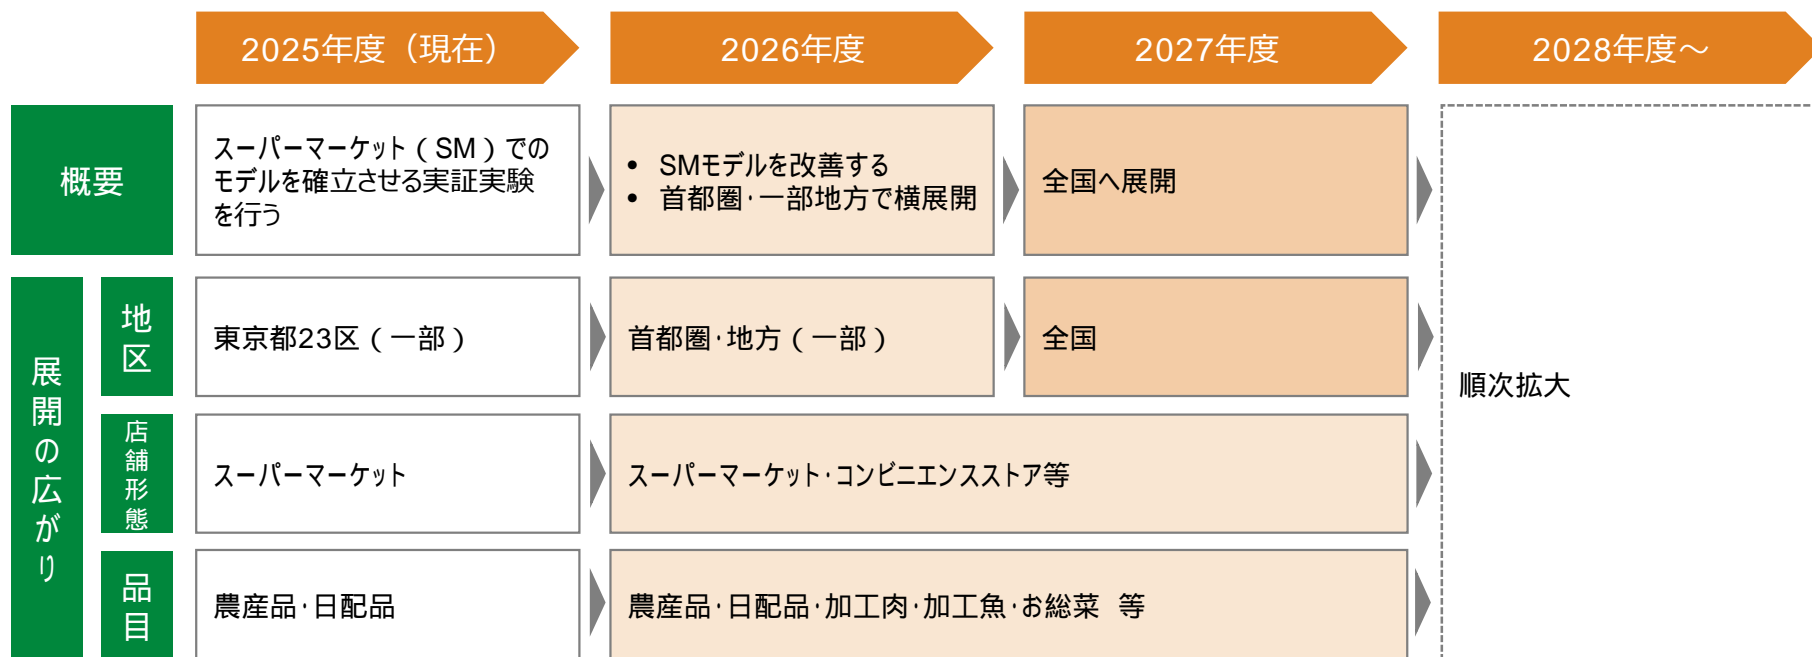 2025年度（現在）
2026年度
2027年度
2028年度～
概要
スーパーマーケット（SM）での
モデルを確立させる実証実験
を行う
• SMモデルを改善する
• 首都圏・一部地方で横展開
全国へ展開
展開の広がり
地区
東京都23区（一部）
首都圏・地方（一部）
全国
順次拡大
店舗形態
スーパーマーケット
スーパーマーケット・コンビニエンスストア等
品目
農産品・日配品
農産品・日配品・加工肉・加工魚・お総菜 等